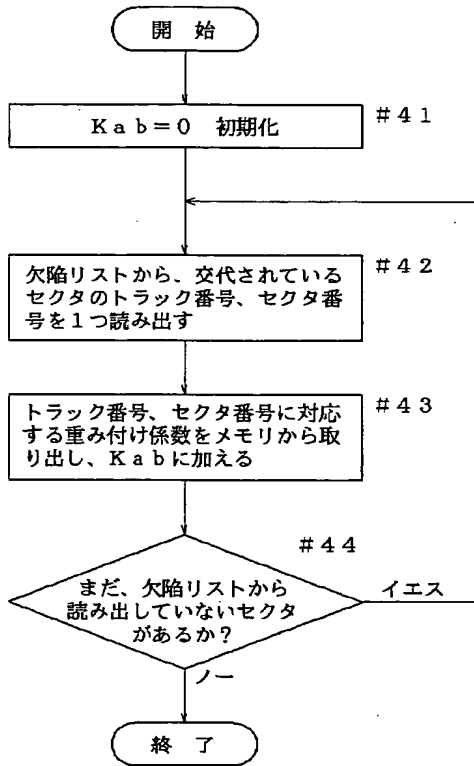 開 始
Kab=0 初期化
#41
欠陥リストから、交代されている
セクタのトラック番号、セクタ番
号を1つ読み出す
#42
トラック番号、セクタ番号に対応
する重み付け係数をメモリから取
り出し、Kabに加える
#43
#44
まだ、欠陥リストから
読み出していないセクタ
があるか?
イエス
ノー
終 了